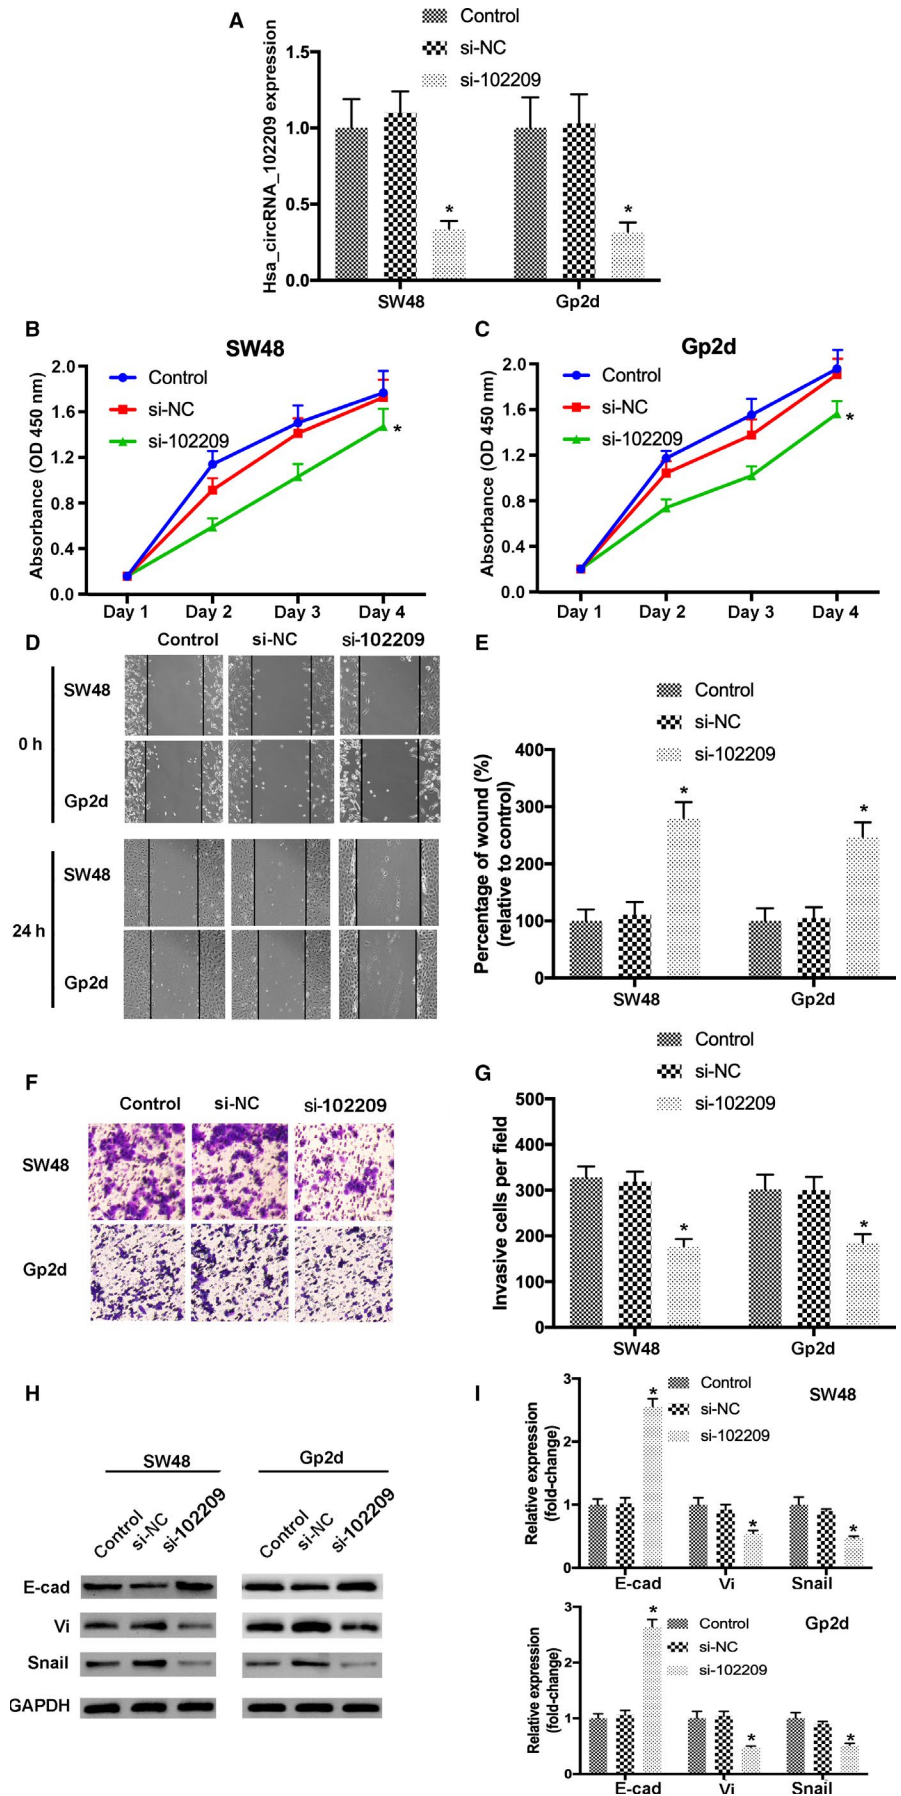 A
Control
si-NC
si-102209
Hsa_circRNA_102209 expression
1.5
1.0
0.5
0.0
*
*
SW48
Gp2d
B
SW48
Absorbance (OD 450 nm)
2.0
1.6
1.2
0.8
0.4
0.0
Control
si-NC
si-102209
*
Day 1
Day 2
Day 3
Day 4
C
Gp2d
Absorbance (OD 450 nm)
2.0
1.6
1.2
0.8
0.4
0.0
Control
si-NC
si-102209
*
Day 1
Day 2
Day 3
Day 4
D
Control
si-NC
si-102209
0 h
SW48
Gp2d
24 h
SW48
Gp2d
E
Control
si-NC
si-102209
Percentage of wound (%)
(relative to control)
400
300
200
100
0
*
*
SW48
Gp2d
F
Control
si-NC
si-102209
SW48
Gp2d
G
Control
si-NC
si-102209
Invasive cells per field
500
400
300
200
100
0
*
*
SW48
Gp2d
H
SW48
Gp2d
Control
si-NC
si-102209
Control
si-NC
si-102209
E-cad
Vi
Snail
GAPDH
I
Control
si-NC
si-102209
SW48
Relative expression
(fold-change)
3
2
1
0
*
*
*
E-cad
Vi
Snail
Control
si-NC
si-102209
Gp2d
Relative expression
(fold-change)
3
2
1
0
*
*
*
E-cad
Vi
Snail